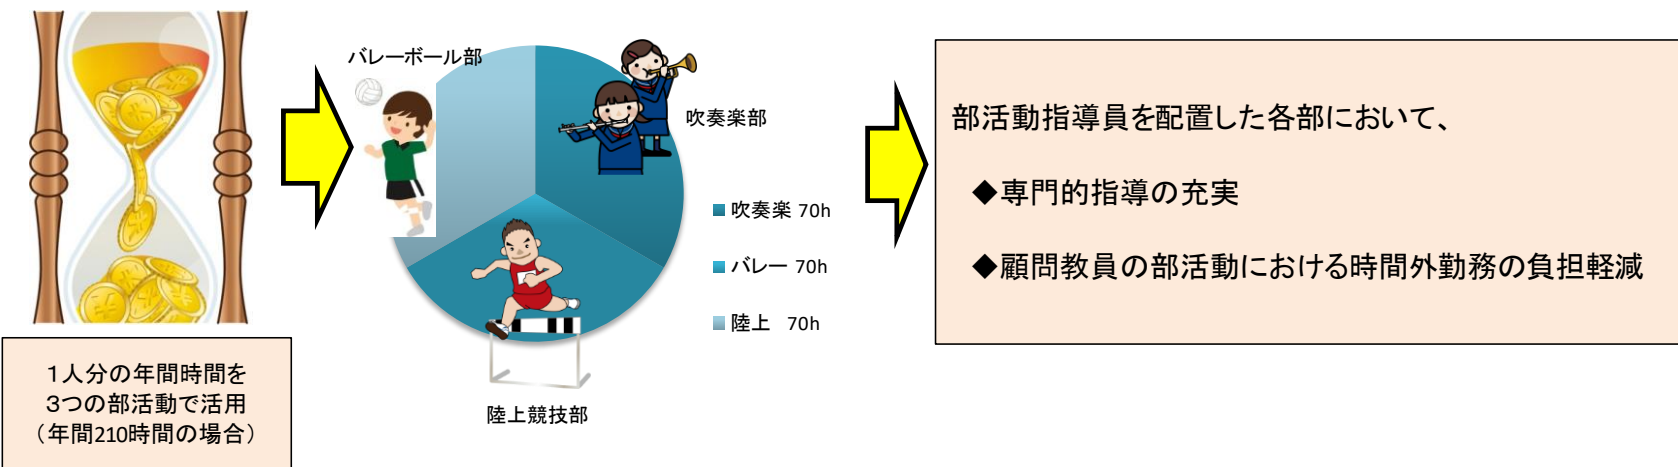 １人分の年間時間を
３つの部活動で活用
（年間210時間の場合）
バレーボール部
吹奏楽部
陸上競技部
吹奏楽 70h
バレー 70h
陸上 70h
部活動指導員を配置した各部において、
◆専門的指導の充実
◆顧問教員の部活動における時間外勤務の負担軽減